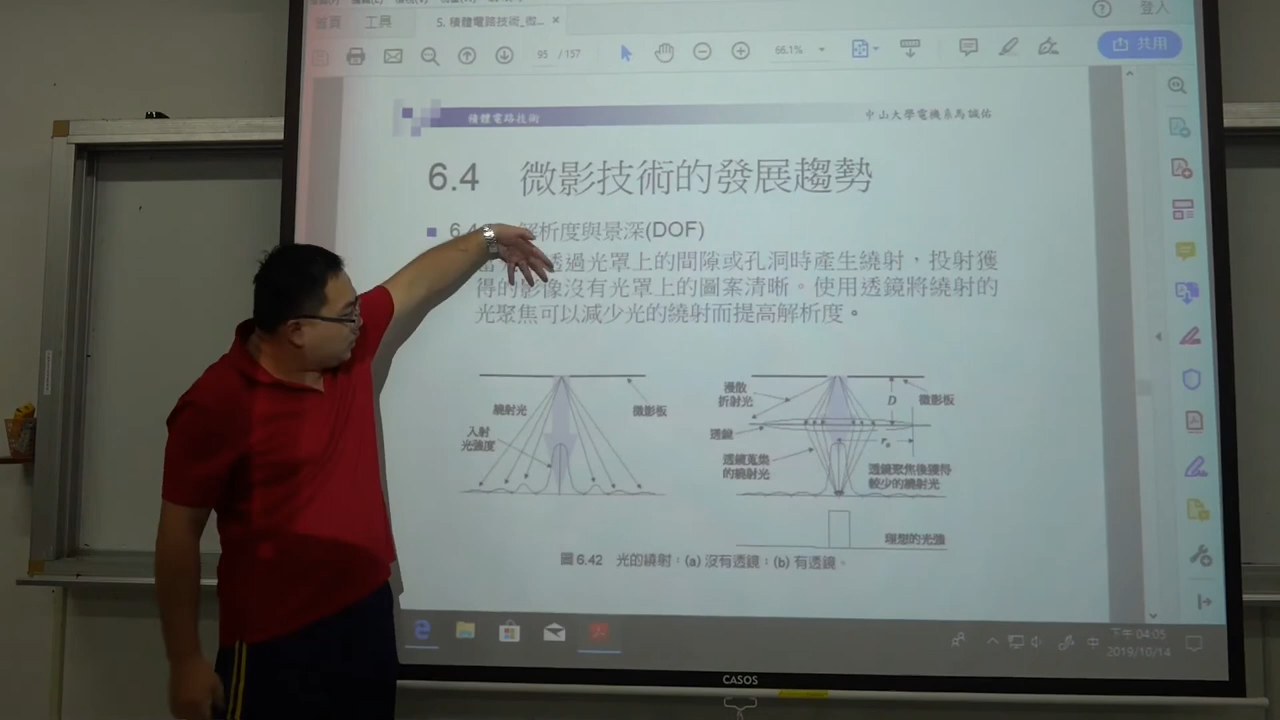 首頁 工具 5. 積體電路技術_微... ×
登入
95 / 157 66.1% 共用
積體電路技術 中山大學電機系馬誠佑
6.4 微影技術的發展趨勢
解析度與景深(DOF)
透過光罩上的間隙或孔洞時產生繞射，投射獲
得的影像沒有光罩上的圖案清晰。使用透鏡將繞射的
光聚焦可以減少光的繞射而提高解析度。
繞射光
微影板
入射
光強度
漫散
折射光
D
微影板
透鏡
r₀
透鏡蒐集
的繞射光
透鏡聚焦後獲得
較少的繞射光
理想的光強
圖 6.42 光的繞射：(a) 沒有透鏡；(b) 有透鏡。
中 下午 04:05
2019/10/14
CASOS